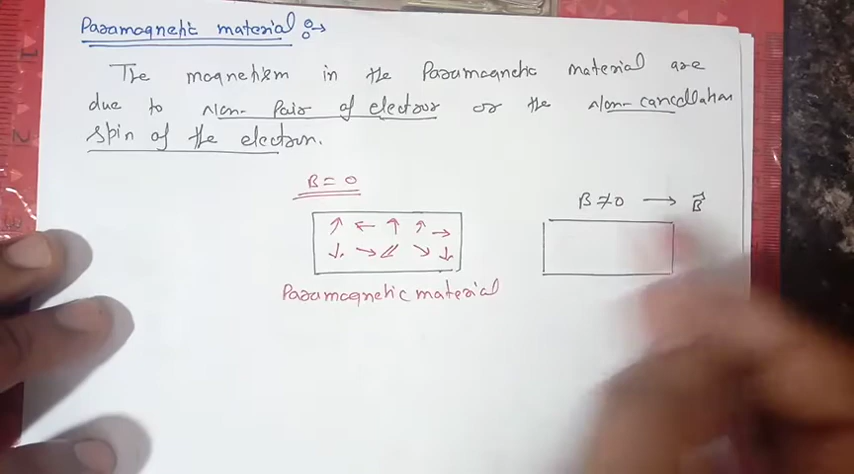 Paramagnetic material :→
The magnetism in the Paramagnetic material are
due to Non-Pair of electron or the Non-cancellation
spin of the electron.
B = 0
B ≠ 0 → B⃗
Paramagnetic material